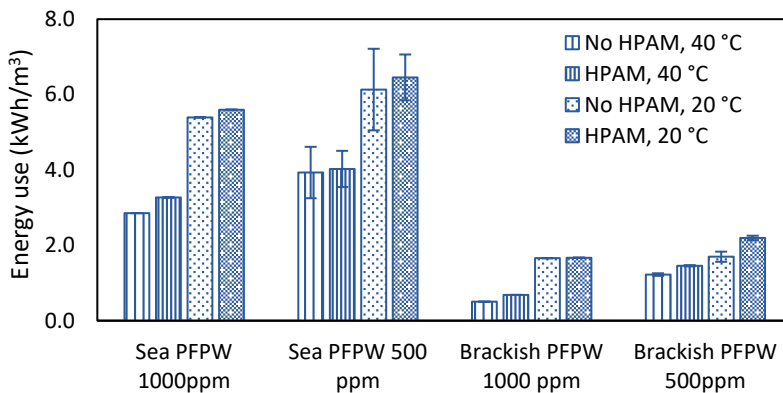 Energy use (kWh/m³)
8.0
6.0
4.0
2.0
0.0
No HPAM, 40 °C
HPAM, 40 °C
No HPAM, 20 °C
HPAM, 20 °C
Sea PFPW
1000ppm
Sea PFPW 500
ppm
Brackish PFPW
1000 ppm
Brackish PFPW
500ppm